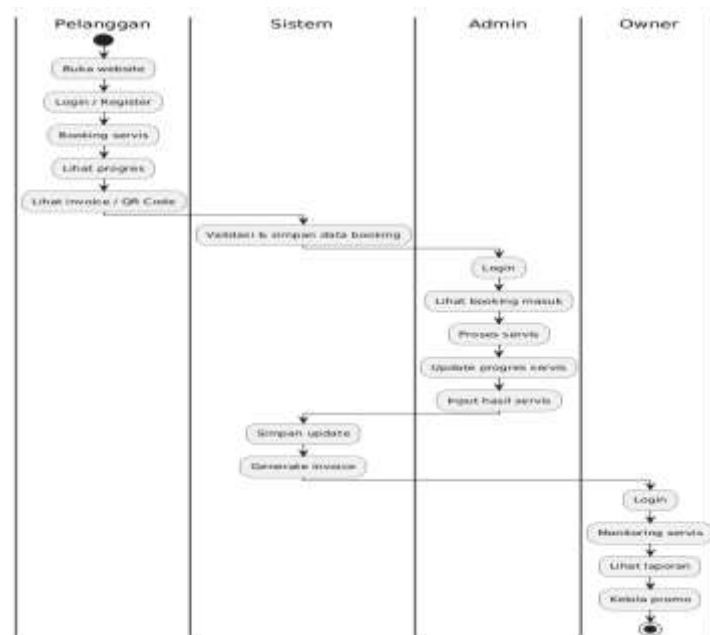 Pelanggan
Sistem
Admin
Owner
Buka website
Login / Register
Booking servis
Lihat progres
Lihat invoice / QR Code
Validasi & simpan data booking
Login
Lihat booking masuk
Proses servis
Update progres servis
Input hasil servis
Simpan update
Generate invoice
Login
Monitoring servis
Lihat laporan
Kelola promo